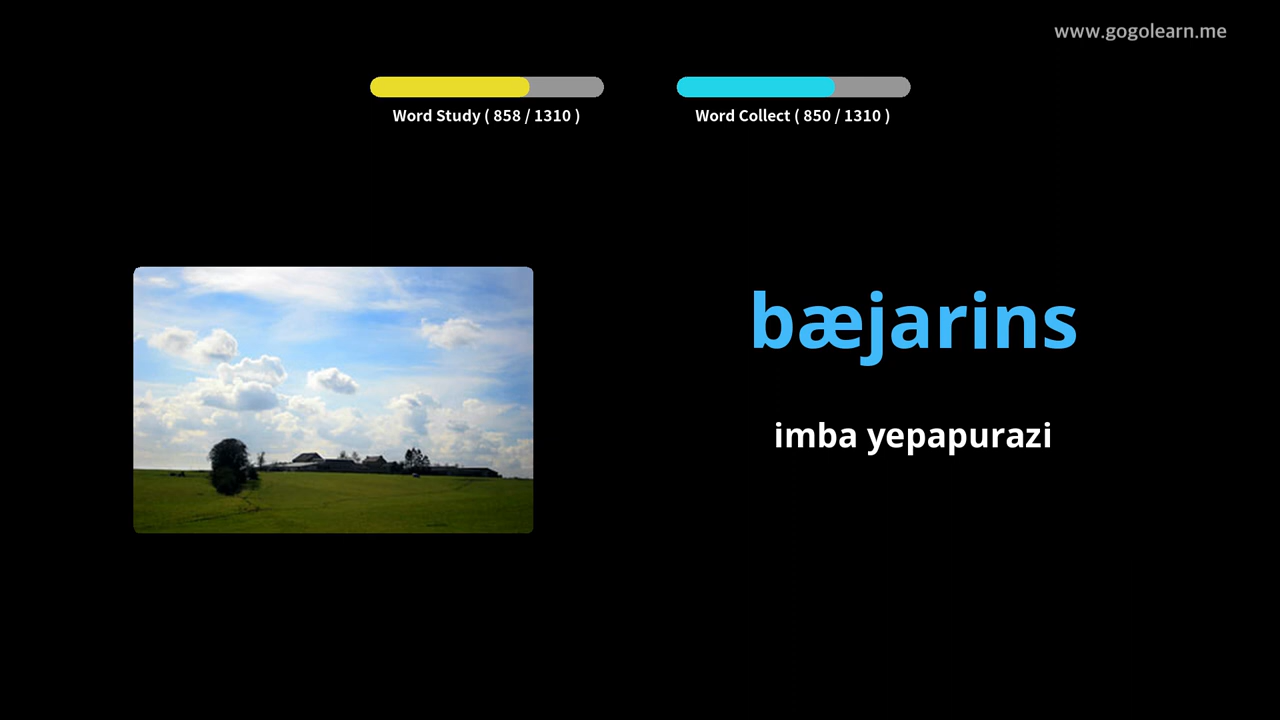 www.gogolearn.me
Word Study ( 858 / 1310 )
Word Collect ( 850 / 1310 )
bæjarins
imba yepapurazi